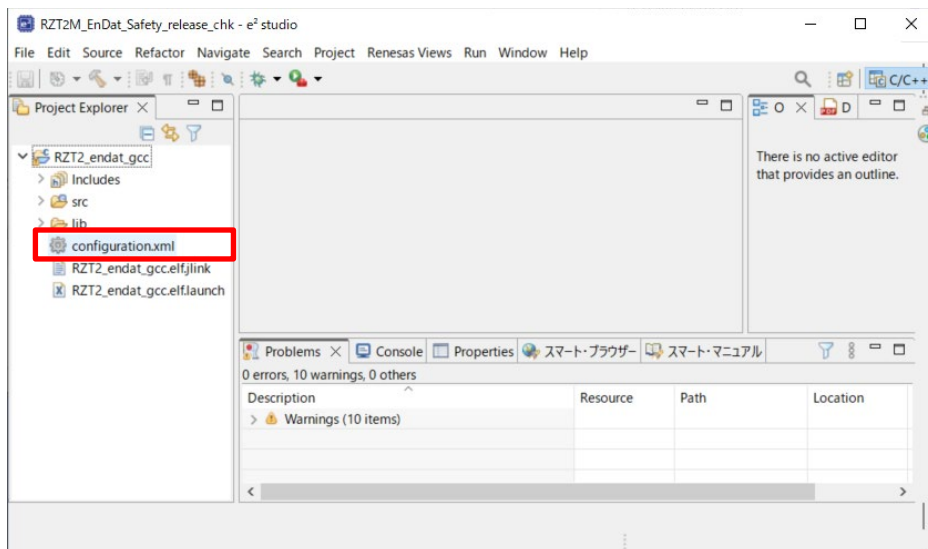 RZT2M_EnDat_Safety_release_chk - e² studio
File Edit Source Refactor Navigate Search Project Renesas Views Run Window Help
C/C++
Project Explorer
O
D
RZT2_endat_gcc
Includes
src
lib
configuration.xml
RZT2_endat_gcc.elf.jlink
RZT2_endat_gcc.elf.launch
There is no active editor
that provides an outline.
Problems Console Properties スマート・ブラウザー スマート・マニュアル
0 errors, 10 warnings, 0 others
Description Resource Path Location
Warnings (10 items)